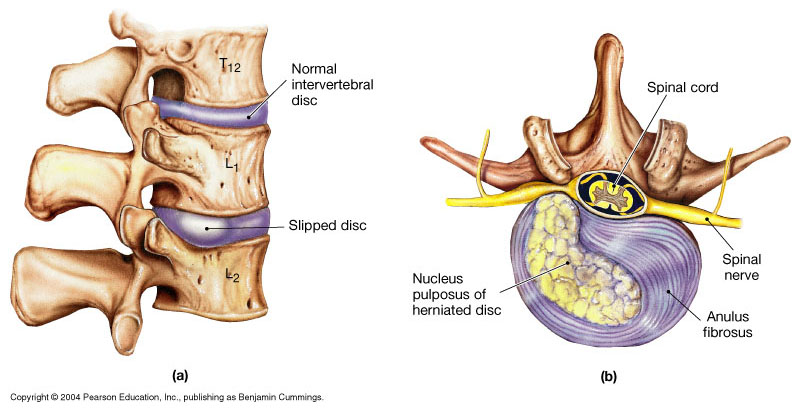 T12
Normal
intervertebral
disc
L1
Slipped disc
L2
(a)
Spinal cord
Spinal
nerve
Nucleus
pulposus of
herniated disc
Anulus
fibrosus
(b)
Copyright © 2004 Pearson Education, Inc., publishing as Benjamin Cummings.